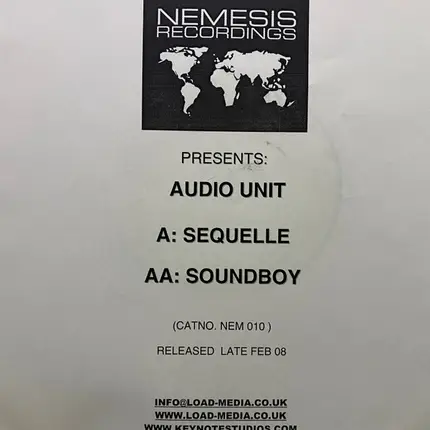 NEMESIS
RECORDINGS
PRESENTS:
AUDIO UNIT
A: SEQUELLE
AA: SOUNDBOY
(CATNO. NEM 010 )
RELEASED LATE FEB 08
INFO@LOAD-MEDIA.CO.UK
WWW.LOAD-MEDIA.CO.UK
WWW.KEYNOTESTUDIOS.COM